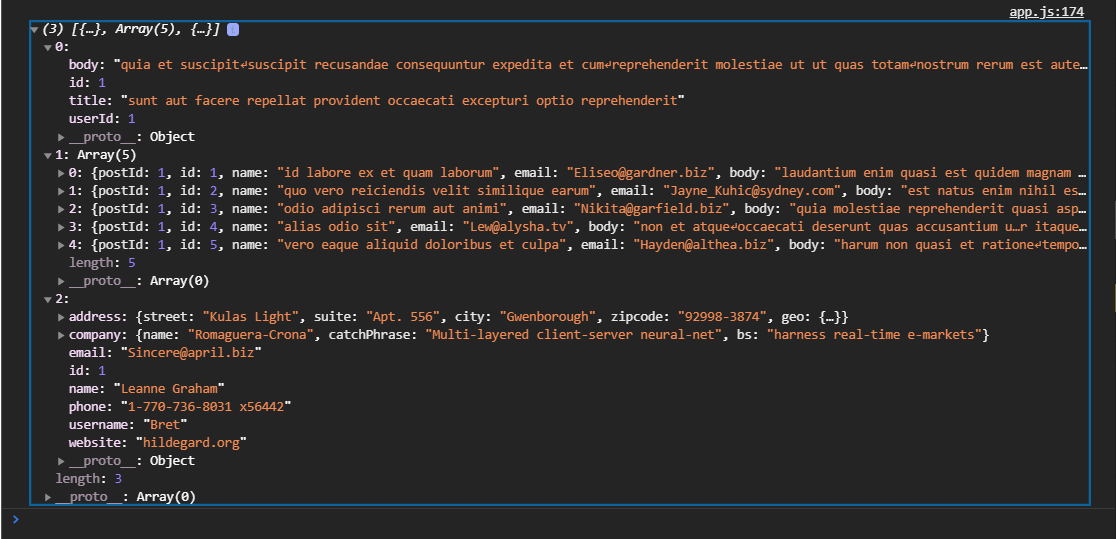 app.js:174
(3) [{…}, Array(5), {…}] i
0:
body: "quia et suscipit↵suscipit recusandae consequuntur expedita et cum↵reprehenderit molestiae ut ut quas totam↵nostrum rerum est aute…
id: 1
title: "sunt aut facere repellat provident occaecati excepturi optio reprehenderit"
userId: 1
__proto__: Object
1: Array(5)
0: {postId: 1, id: 1, name: "id labore ex et quam laborum", email: "Eliseo@gardner.biz", body: "laudantium enim quasi est quidem magnam …
1: {postId: 1, id: 2, name: "quo vero reiciendis velit similique earum", email: "Jayne_Kuhic@sydney.com", body: "est natus enim nihil es…
2: {postId: 1, id: 3, name: "odio adipisci rerum aut animi", email: "Nikita@garfield.biz", body: "quia molestiae reprehenderit quasi asp…
3: {postId: 1, id: 4, name: "alias odio sit", email: "Lew@alysha.tv", body: "non et atque↵occaecati deserunt quas accusantium u…r itaque…
4: {postId: 1, id: 5, name: "vero eaque aliquid doloribus et culpa", email: "Hayden@althea.biz", body: "harum non quasi et ratione↵tempo…
length: 5
__proto__: Array(0)
2:
address: {street: "Kulas Light", suite: "Apt. 556", city: "Gwenborough", zipcode: "92998-3874", geo: {…}}
company: {name: "Romaguera-Crona", catchPhrase: "Multi-layered client-server neural-net", bs: "harness real-time e-markets"}
email: "Sincere@april.biz"
id: 1
name: "Leanne Graham"
phone: "1-770-736-8031 x56442"
username: "Bret"
website: "hildegard.org"
__proto__: Object
length: 3
__proto__: Array(0)